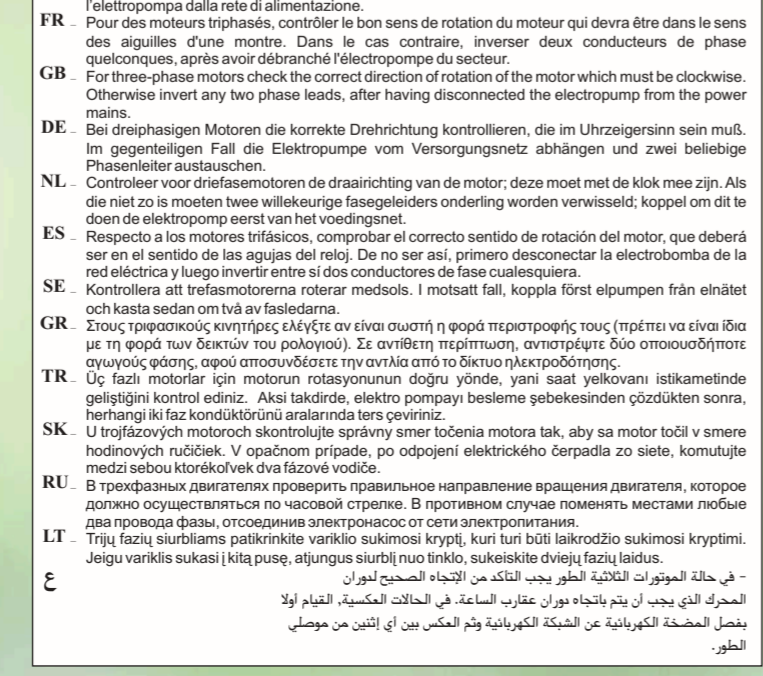 l'elettropompa dalla rete di alimentazione.
FR – Pour des moteurs triphasés, contrôler le bon sens de rotation du moteur qui devra être dans le sens
des aiguilles d'une montre. Dans le cas contraire, inverser deux conducteurs de phase
quelconques, après avoir débranché l'électropompe du secteur.
GB – For three-phase motors check the correct direction of rotation of the motor which must be clockwise.
Otherwise invert any two phase leads, after having disconnected the electropump from the power
mains.
DE – Bei dreiphasigen Motoren die korrekte Drehrichtung kontrollieren, die im Uhrzeigersinn sein muß.
Im gegenteiligen Fall die Elektropumpe vom Versorgungsnetz abhängen und zwei beliebige
Phasenleiter austauschen.
NL – Controleer voor driefasemotoren de draairichting van de motor; deze moet met de klok mee zijn. Als
die niet zo is moeten twee willekeurige fasegeleiders onderling worden verwisseld; koppel om dit te
doen de elektropomp eerst van het voedingsnet.
ES – Respecto a los motores trifásicos, comprobar el correcto sentido de rotación del motor, que deberá
ser en el sentido de las agujas del reloj. De no ser así, primero desconectar la electrobomba de la
red eléctrica y luego invertir entre sí dos conductores de fase cualesquiera.
SE – Kontrollera att trefasmotorerna roterar medsols. I motsatt fall, koppla först elpumpen från elnätet
och kasta sedan om två av fasledarna.
GR – Στους τριφασικούς κινητήρες ελέγξτε αν είναι σωστή η φορά περιστροφής τους (πρέπει να είναι ίδια
με τη φορά των δεικτών του ρολογιού). Σε αντίθετη περίπτωση, αντιστρέψτε δύο οποιουσδήποτε
αγωγούς φάσης, αφού αποσυνδέσετε την αντλία από το δίκτυο ηλεκτροδότησης.
TR – Üç fazlı motorlar için motorun rotasyonunun doğru yönde, yani saat yelkovanı istikametinde
geliştiğini kontrol ediniz. Aksi takdirde, elektro pompayı besleme şebekesinden çözdükten sonra,
herhangi iki faz kondüktörünü aralarında ters çeviriniz.
SK – U trojfázových motoroch skontrolujte správny smer točenia motora tak, aby sa motor točil v smere
hodinových ručičiek. V opačnom prípade, po odpojení elektrického čerpadla zo siete, komutujte
medzi sebou ktorékoľvek dva fázové vodiče.
RU – В трехфазных двигателях проверить правильное направление вращения двигателя, которое
должно осуществляться по часовой стрелке. В противном случае поменять местами любые
два провода фазы, отсоединив электронасос от сети электропитания.
LT – Trijų fazių siurbliams patikrinkite variklio sukimosi kryptį, kuri turi būti laikrodžio sukimosi kryptimi.
Jeigu variklis sukasi į kitą pusę, atjungus siurblį nuo tinklo, sukeiskite dviejų fazių laidus.
ع – في حالة الموتورات الثلاثية الطور يجب التأكد من الإتجاه الصحيح لدوران
المحرك الذي يجب أن يتم باتجاه دوران عقارب الساعة. في الحالات العكسية, القيام أولا
بفصل المضخة الكهربائية عن الشبكة الكهربائية وثم العكس بين أي إثنين من موصلي
الطور.